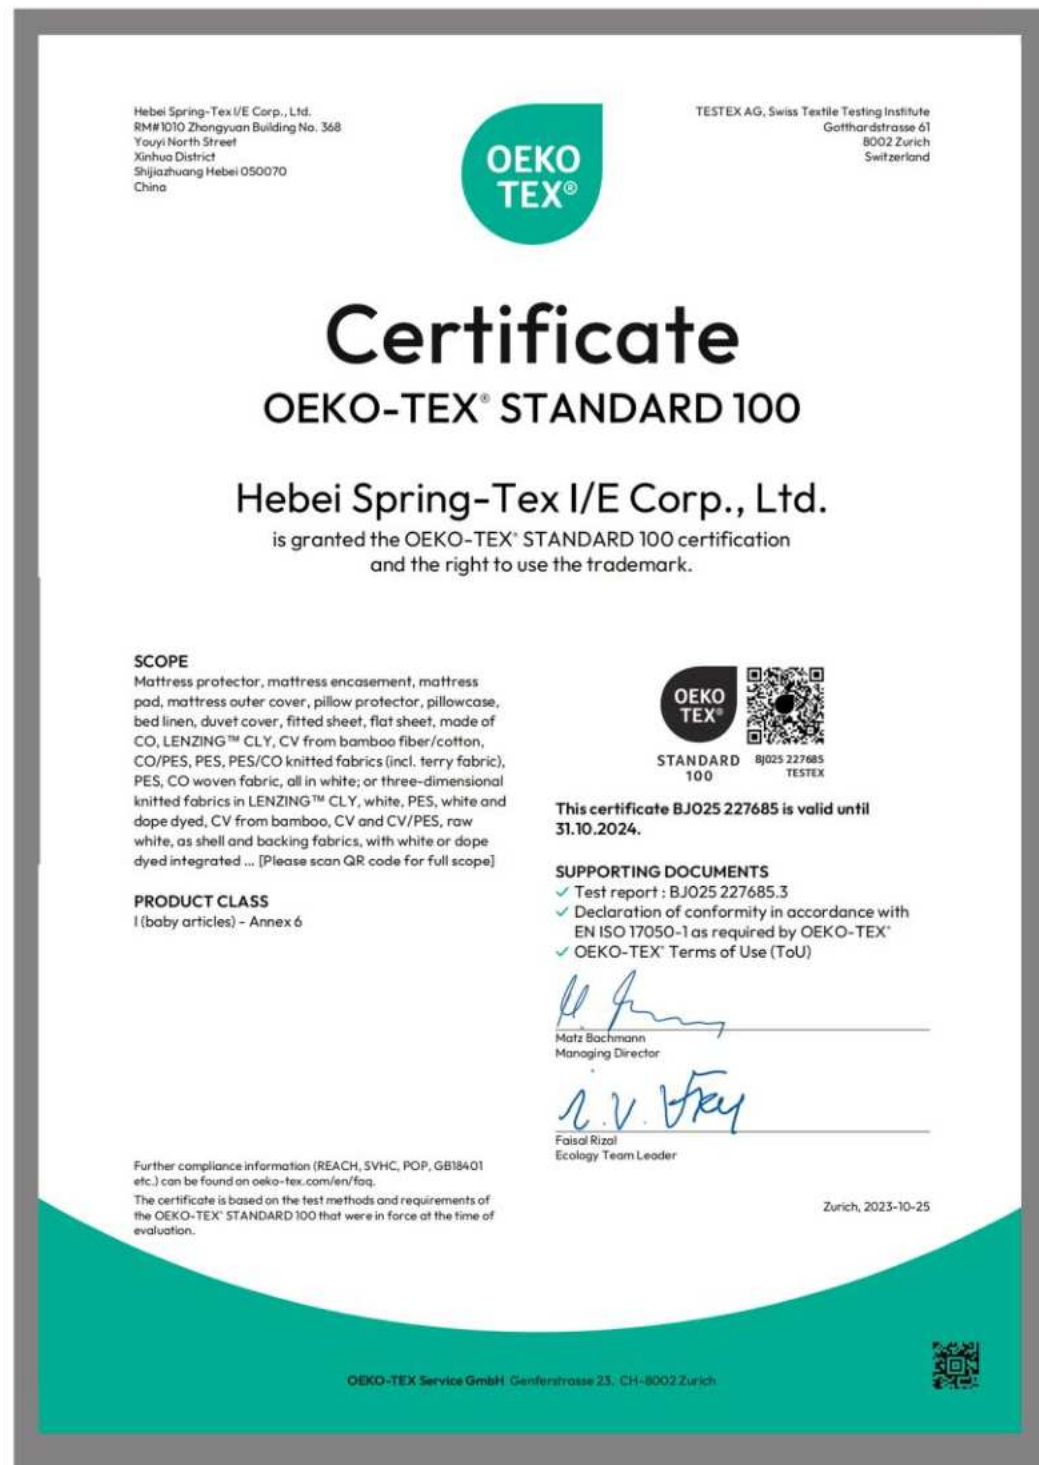 Hebei Spring-Tex I/E Corp., Ltd.
RM#1010 Zhongyuan Building No. 368
Youyi North Street
Xinhua District
Shijiazhuang Hebei 050070
China
OEKO
TEX®
TESTEX AG, Swiss Textile Testing Institute
Gotthardstrasse 61
8002 Zurich
Switzerland
Certificate
OEKO-TEX® STANDARD 100
Hebei Spring-Tex I/E Corp., Ltd.
is granted the OEKO-TEX® STANDARD 100 certification
and the right to use the trademark.
SCOPE
Mattress protector, mattress encasement, mattress
pad, mattress outer cover, pillow protector, pillowcase,
bed linen, duvet cover, fitted sheet, flat sheet, made of
CO, LENZING™ CLY, CV from bamboo fiber/cotton,
CO/PES, PES, PES/CO knitted fabrics (incl. terry fabric),
PES, CO woven fabric, all in white; or three-dimensional
knitted fabrics in LENZING™ CLY, white, PES, white and
dope dyed, CV from bamboo, CV and CV/PES, raw
white, as shell and backing fabrics, with white or dope
dyed integrated ... [Please scan QR code for full scope]
PRODUCT CLASS
I (baby articles) - Annex 6
OEKO
TEX®
STANDARD
100
BJ025 227685
TESTEX
This certificate BJ025 227685 is valid until
31.10.2024.
SUPPORTING DOCUMENTS
✓ Test report : BJ025 227685.3
✓ Declaration of conformity in accordance with
EN ISO 17050-1 as required by OEKO-TEX®
✓ OEKO-TEX® Terms of Use (ToU)
Matz Bachmann
Managing Director
Faisal Rizal
Ecology Team Leader
Further compliance information (REACH, SVHC, POP, GB18401
etc.) can be found on oeko-tex.com/en/faq.
The certificate is based on the test methods and requirements of
the OEKO-TEX® STANDARD 100 that were in force at the time of
evaluation.
Zurich, 2023-10-25
OEKO-TEX Service GmbH Genferstrasse 23, CH-8002 Zurich